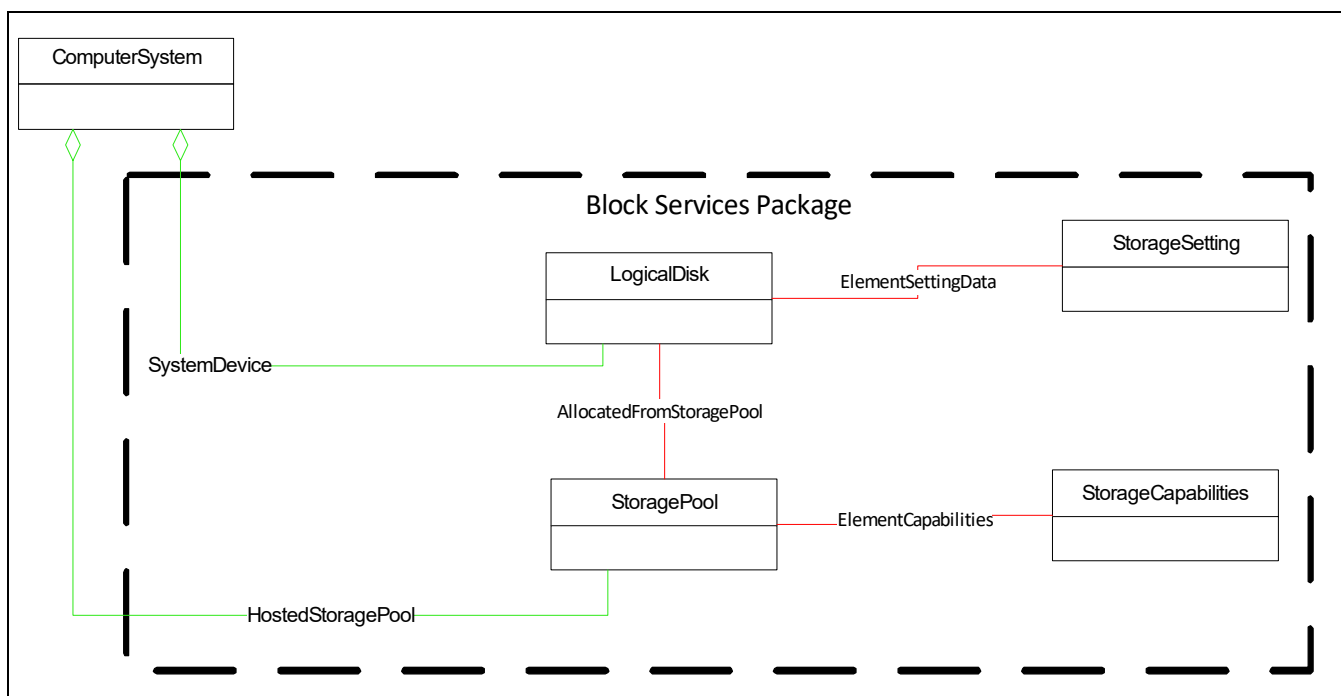 ComputerSystem
Block Services Package
StorageSetting
LogicalDisk
ElementSettingData
SystemDevice
AllocatedFromStoragePool
StorageCapabilities
StoragePool
ElementCapabilities
HostedStoragePool